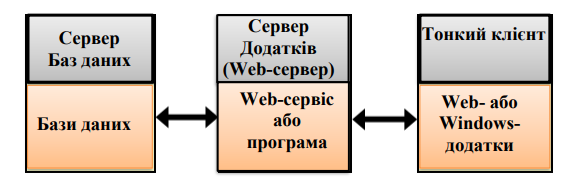 Сервер
Баз даних
Бази даних
Сервер
Додатків
(Web-сервер)
Web-сервіс
або
програма
Тонкий клієнт
Web- або
Windows-
додатки